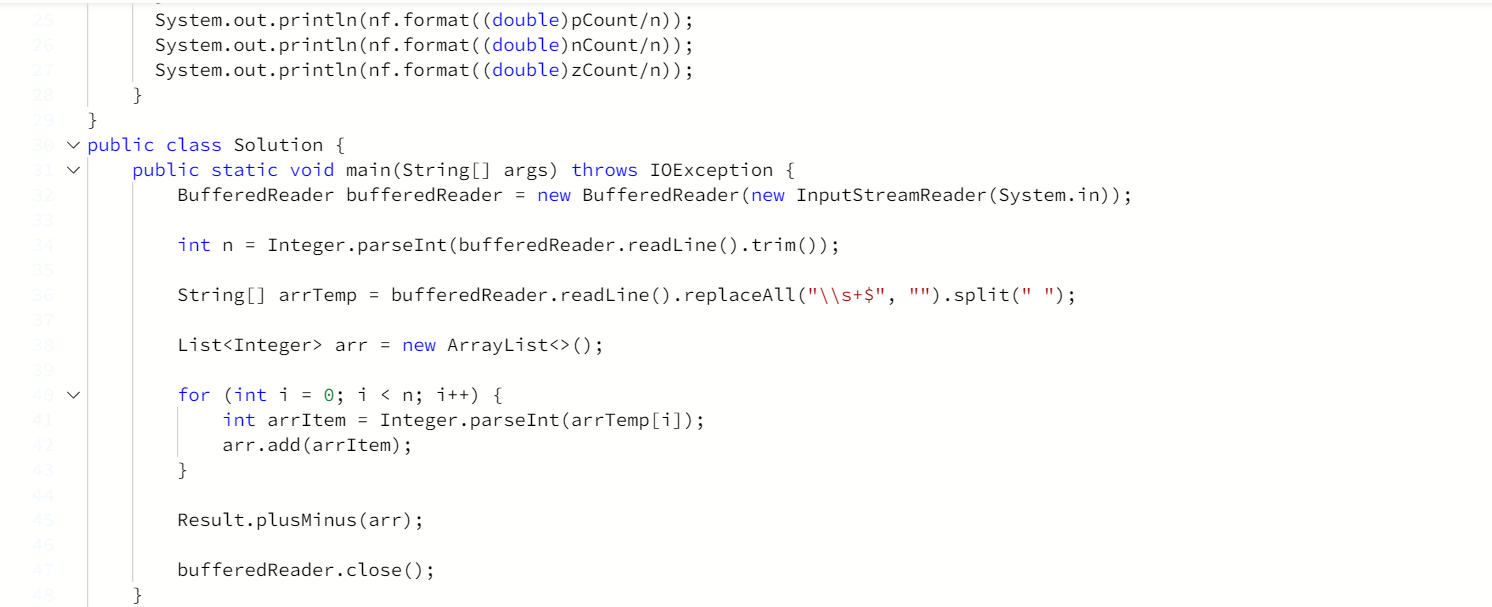 25 System.out.println(nf.format((double)pCount/n));
26 System.out.println(nf.format((double)nCount/n));
27 System.out.println(nf.format((double)zCount/n));
28 }
29 }
30 public class Solution {
31 public static void main(String[] args) throws IOException {
32 BufferedReader bufferedReader = new BufferedReader(new InputStreamReader(System.in));
33
34 int n = Integer.parseInt(bufferedReader.readLine().trim());
35
36 String[] arrTemp = bufferedReader.readLine().replaceAll("\\s+$", "").split(" ");
37
38 List<Integer> arr = new ArrayList<>();
39
40 for (int i = 0; i < n; i++) {
41 int arrItem = Integer.parseInt(arrTemp[i]);
42 arr.add(arrItem);
43 }
44
45 Result.plusMinus(arr);
46
47 bufferedReader.close();
48 }